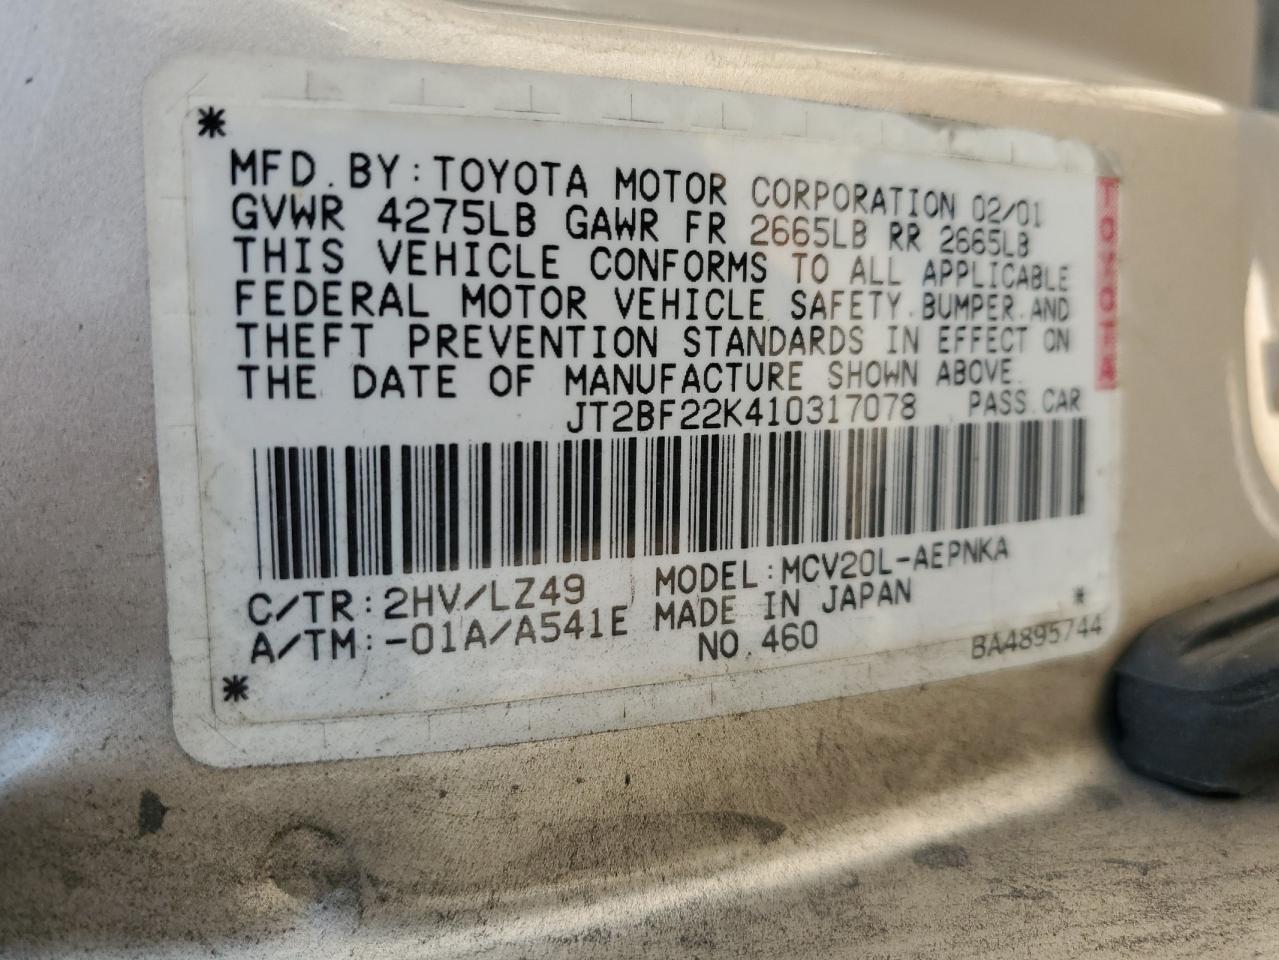 MFD. BY: TOYOTA MOTOR CORPORATION 02/01
GVWR 4275LB GAWR FR 2665LB RR 2665LB
THIS VEHICLE CONFORMS TO ALL APPLICABLE
FEDERAL MOTOR VEHICLE SAFETY, BUMPER, AND
THEFT PREVENTION STANDARDS IN EFFECT ON
THE DATE OF MANUFACTURE SHOWN ABOVE.
JT2BF22K410317078 PASS. CAR
C/TR: 2HV/LZ49 MODEL: MCV20L-AEPNKA
A/TM: -01A/A541E MADE IN JAPAN
NO. 460 BA4895744
TOYOTA